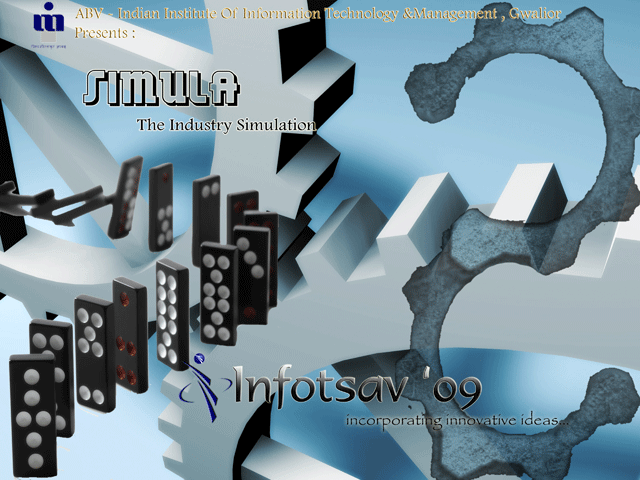 ABV - Indian Institute Of Information Technology &Management , Gwalior
Presents :
SIMULA
The Industry Simulation
Infotsav '09
incorporating innovative ideas...